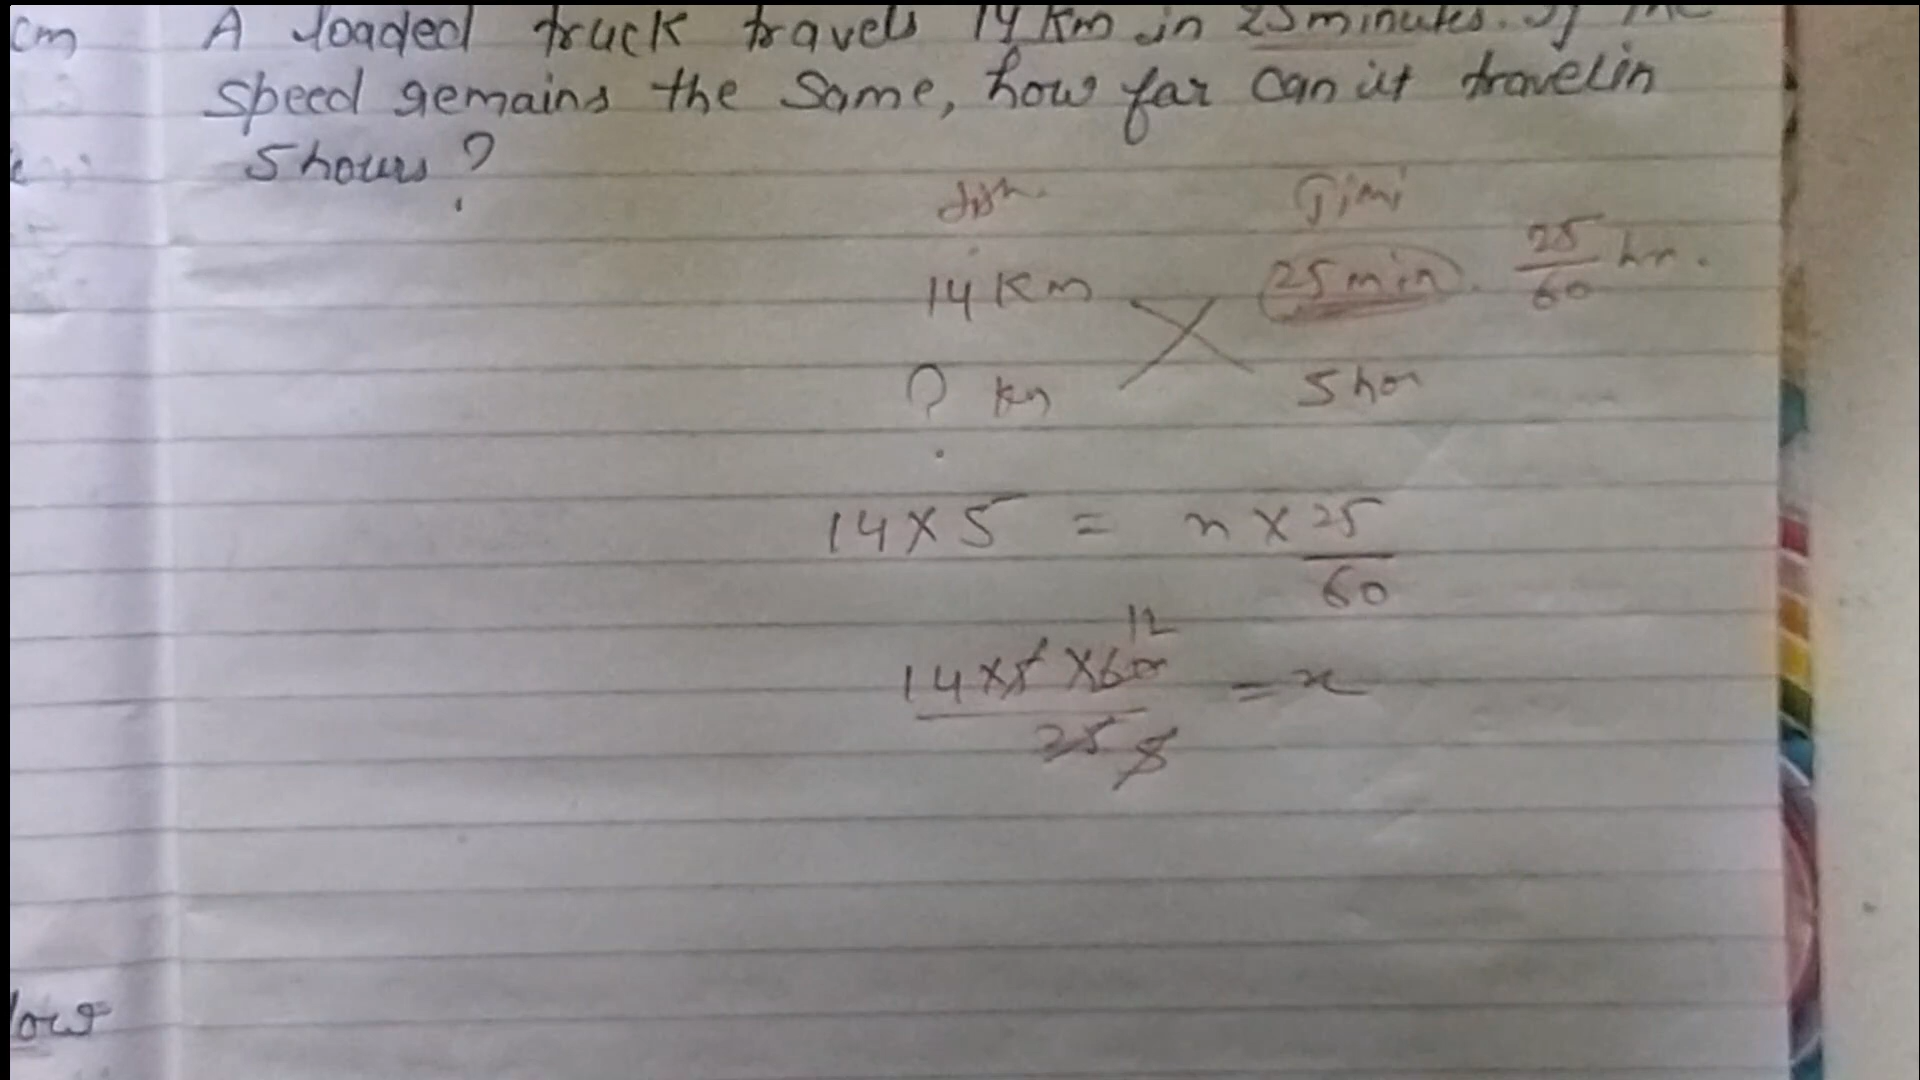 cm
A loaded truck travels 14 Km in 25 minutes. If the
speed remains the same, how far can it travel in
5 hours ?
Time
14 Km 25 min. 25/60 hr.
? Km
14 X 5 = x X 25/60
12
14 X 5 X 60 = x
25 5